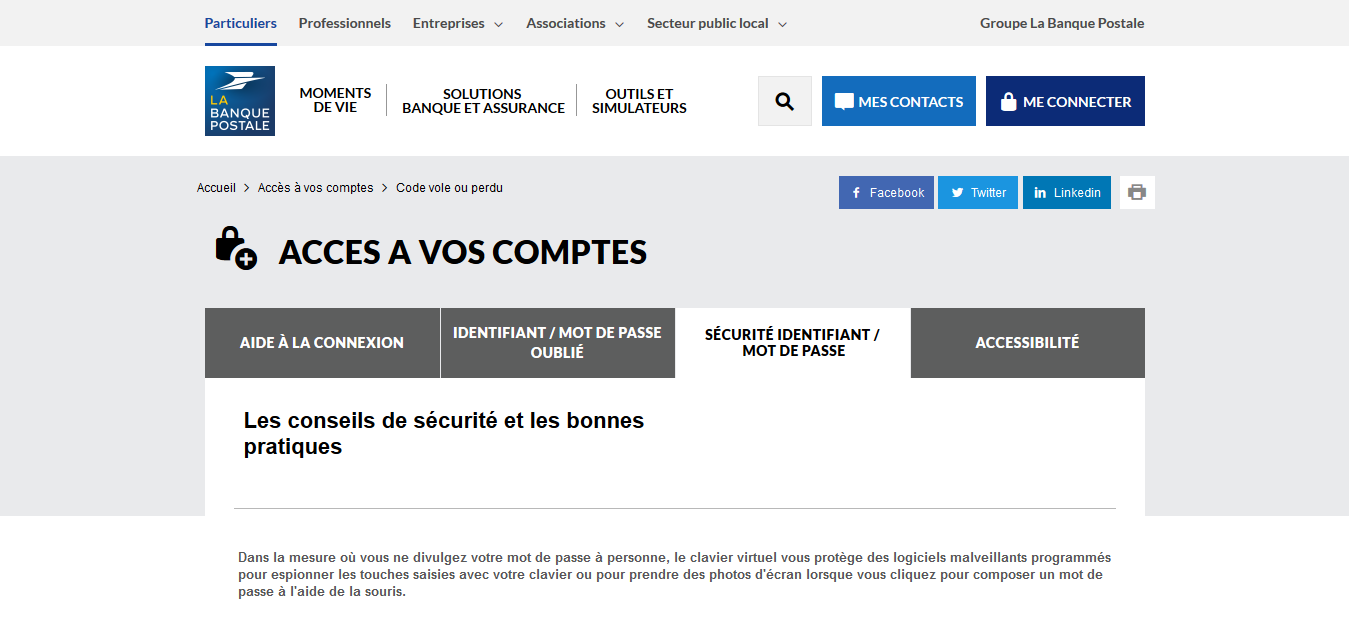 Particuliers Professionnels Entreprises Associations Secteur public local Groupe La Banque Postale
LA
BANQUE
POSTALE
MOMENTS
DE VIE
SOLUTIONS
BANQUE ET ASSURANCE
OUTILS ET
SIMULATEURS
MES CONTACTS
ME CONNECTER
Accueil > Accès à vos comptes > Code vole ou perdu
Facebook Twitter Linkedin
ACCES A VOS COMPTES
AIDE À LA CONNEXION
IDENTIFIANT / MOT DE PASSE
OUBLIÉ
SÉCURITÉ IDENTIFIANT /
MOT DE PASSE
ACCESSIBILITÉ
Les conseils de sécurité et les bonnes
pratiques
Dans la mesure où vous ne divulgez votre mot de passe à personne, le clavier virtuel vous protège des logiciels malveillants programmés
pour espionner les touches saisies avec votre clavier ou pour prendre des photos d'écran lorsque vous cliquez pour composer un mot de
passe à l'aide de la souris.